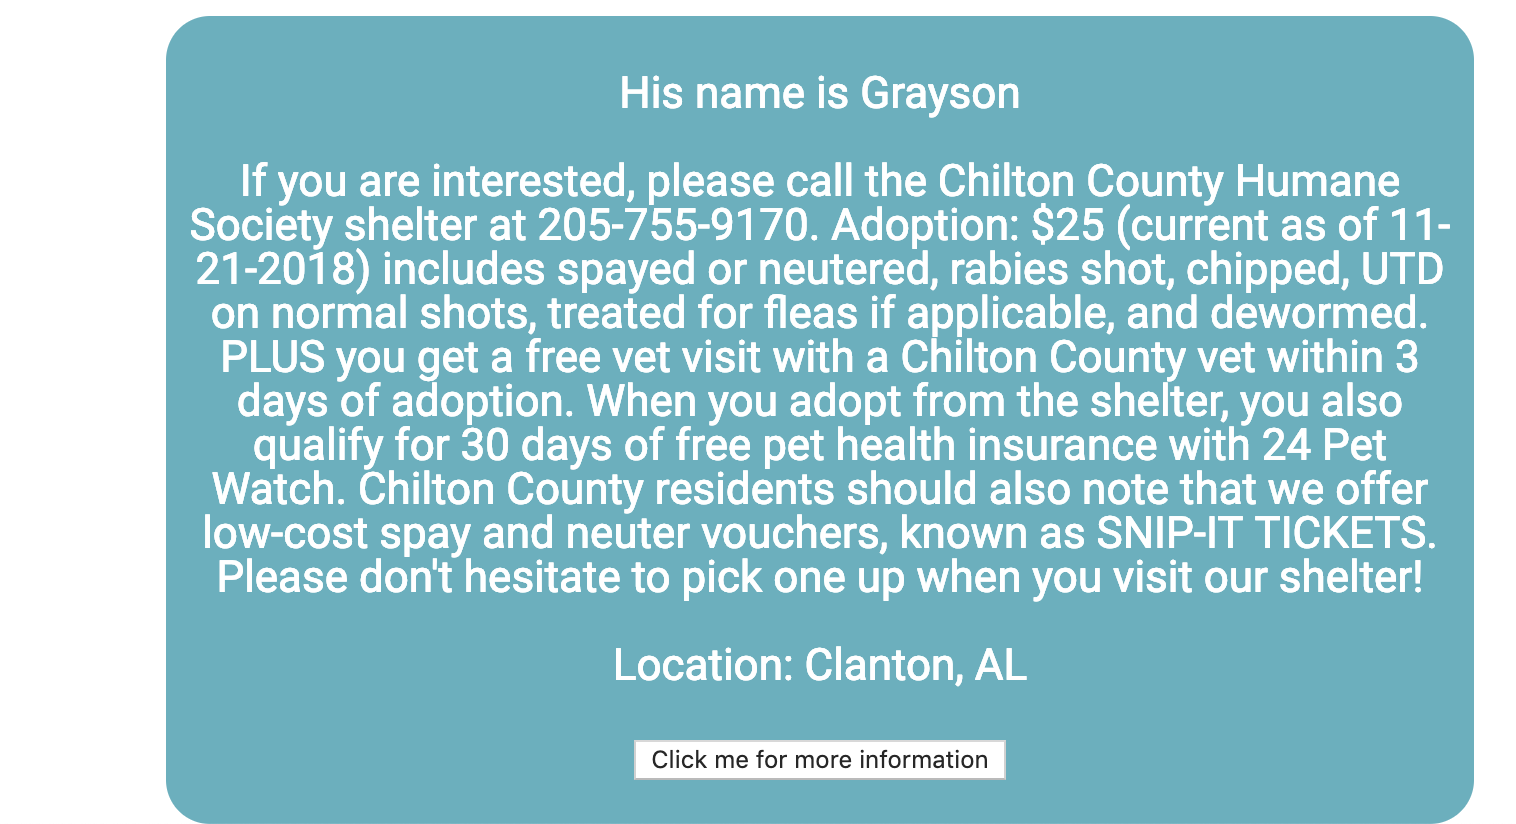 His name is Grayson
If you are interested, please call the Chilton County Humane
Society shelter at 205-755-9170. Adoption: $25 (current as of 11-
21-2018) includes spayed or neutered, rabies shot, chipped, UTD
on normal shots, treated for fleas if applicable, and dewormed.
PLUS you get a free vet visit with a Chilton County vet within 3
days of adoption. When you adopt from the shelter, you also
qualify for 30 days of free pet health insurance with 24 Pet
Watch. Chilton County residents should also note that we offer
low-cost spay and neuter vouchers, known as SNIP-IT TICKETS.
Please don't hesitate to pick one up when you visit our shelter!
Location: Clanton, AL
Click me for more information